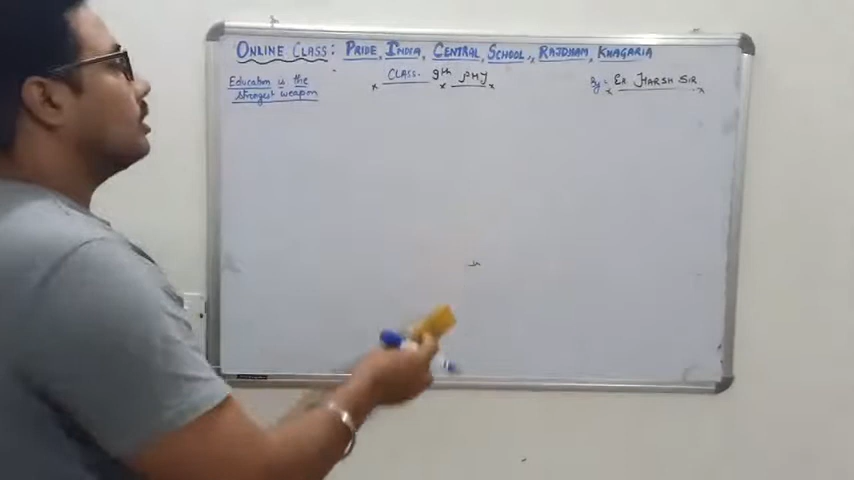 ONLINE CLASS: PRIDE, INDIA, CENTRAL, SCHOOL, RAJDHAM, KHAGARIA
Education is the
strongest weapon
CLASS- 9th PHY
By:- ER. HARSH SIR